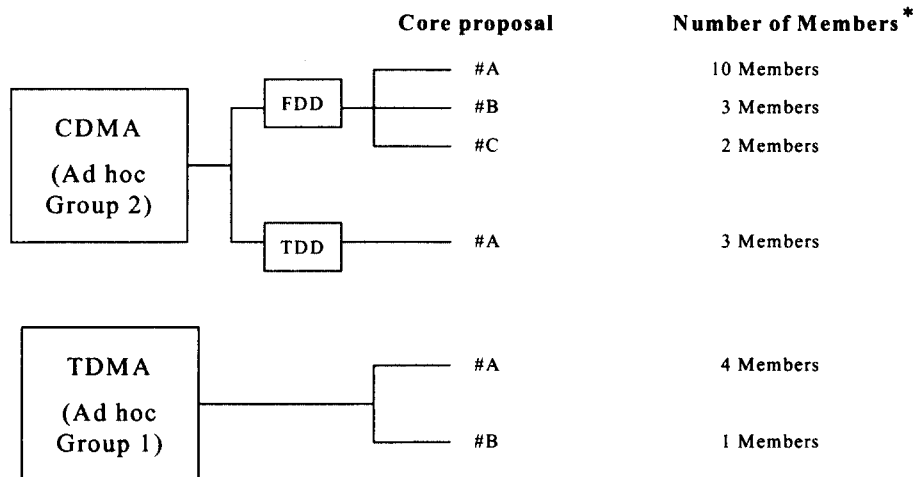 Core proposal Number of Members*
#A 10 Members
FDD #B 3 Members
CDMA
#C 2 Members
(Ad hoc
Group 2)
TDD #A 3 Members
TDMA #A 4 Members
(Ad hoc
Group 1) #B 1 Members